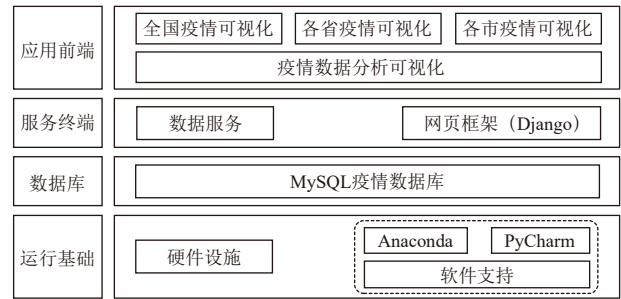 应用前端
全国疫情可视化 各省疫情可视化 各市疫情可视化
疫情数据分析可视化
服务终端
数据服务 网页框架（Django）
数据库
MySQL疫情数据库
运行基础
硬件设施
Anaconda PyCharm
软件支持